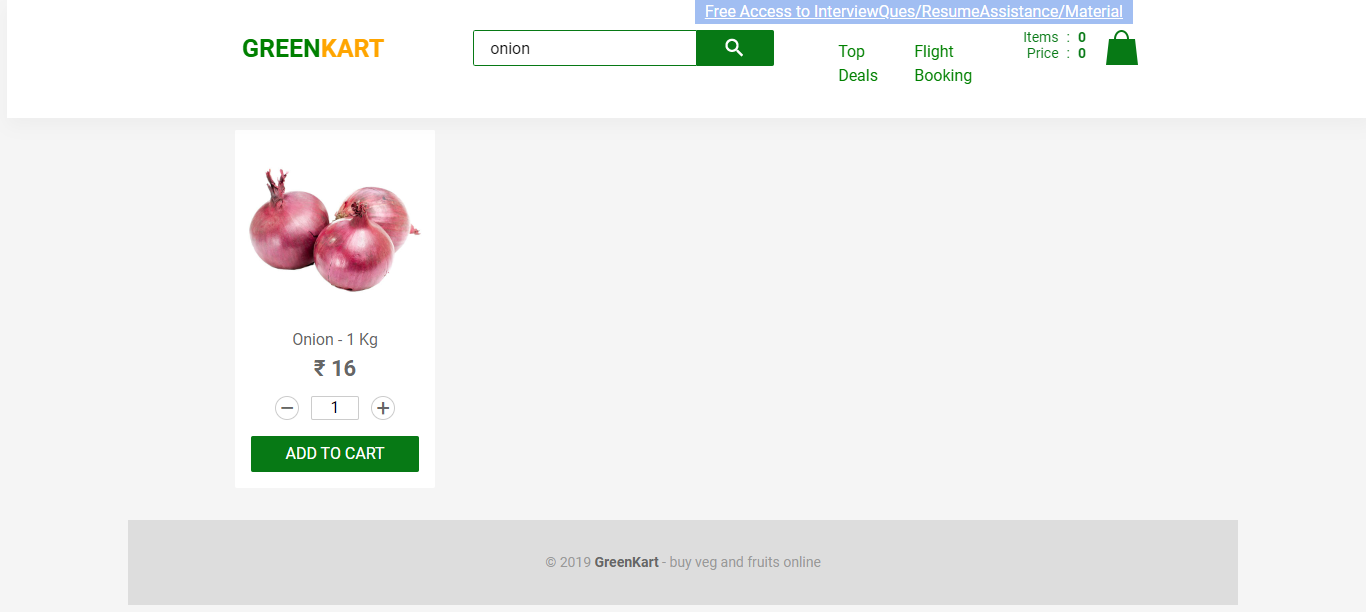 Free Access to InterviewQues/ResumeAssistance/Material
GREENKART
onion
Top
Deals
Flight
Booking
Items : 0
Price : 0
Onion - 1 Kg
₹ 16
1
ADD TO CART
© 2019 GreenKart - buy veg and fruits online